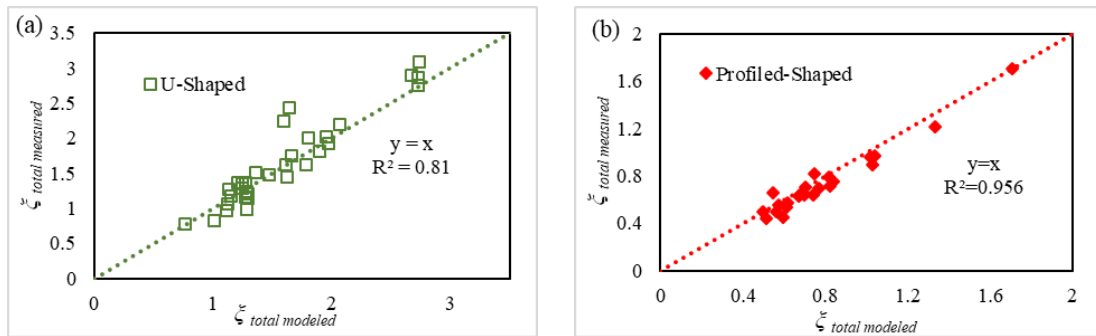 (a)
3.5
3
2.5
2
1.5
1
0.5
0
0
1
2
3
ξ total measured
ξ total modeled
U-Shaped
y = x
R² = 0.81
(b)
2
1.6
1.2
0.8
0.4
0
0
0.4
0.8
1.2
1.6
2
ξ total measured
ξ total modeled
Profiled-Shaped
y=x
R²=0.956